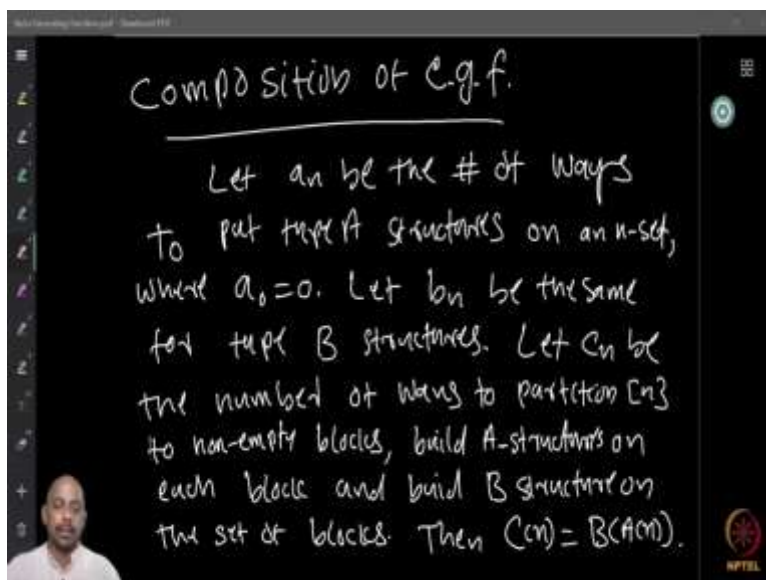 Composition of e.g.f.
Let an be the # of ways
To put type A structures on an n-set,
where a₀=0. Let bn be the same
for type B structures. Let Cn be
the number of ways to partition [n]
to non-empty blocks, build A-structures on
each block and build B structure on
the set of blocks. Then C(x) = B(A(x)).
NPTEL